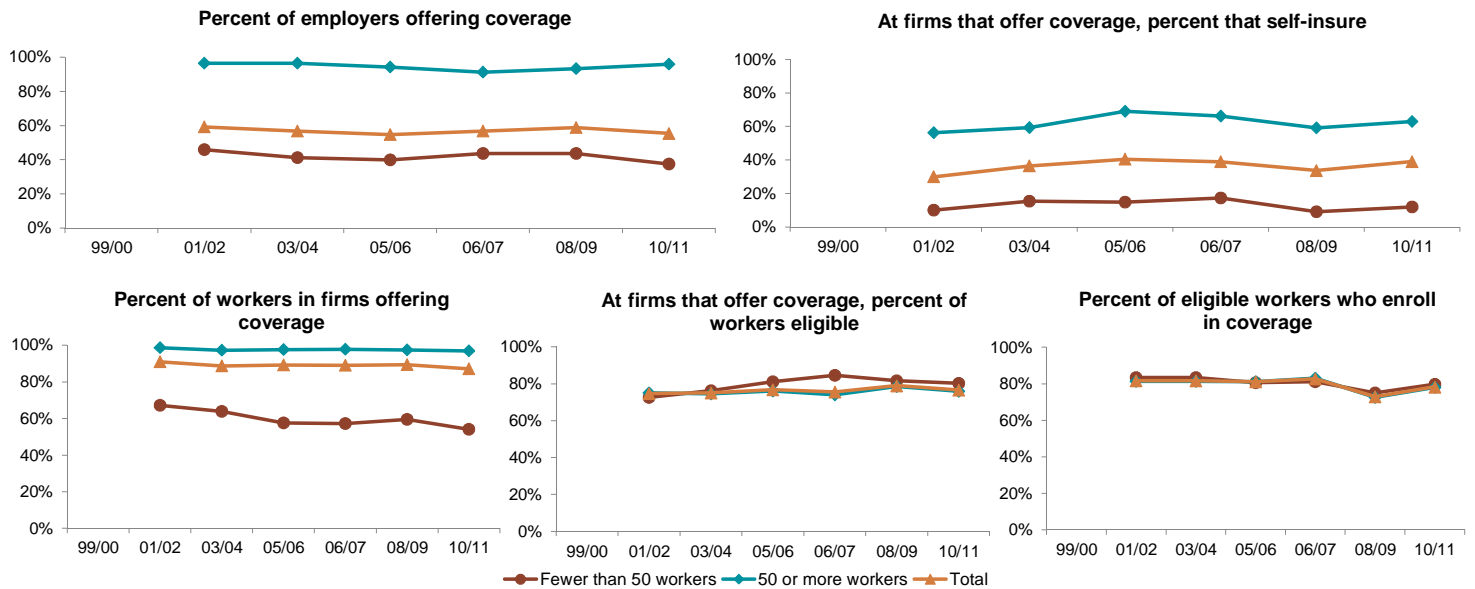 Percent of employers offering coverage
100%
80%
60%
40%
20%
0%
99/00 01/02 03/04 05/06 06/07 08/09 10/11
At firms that offer coverage, percent that self-insure
100%
80%
60%
40%
20%
0%
99/00 01/02 03/04 05/06 06/07 08/09 10/11
Percent of workers in firms offering
coverage
100%
80%
60%
40%
20%
0%
99/00 01/02 03/04 05/06 06/07 08/09 10/11
At firms that offer coverage, percent of
workers eligible
100%
80%
60%
40%
20%
0%
99/00 01/02 03/04 05/06 06/07 08/09 10/11
Percent of eligible workers who enroll
in coverage
100%
80%
60%
40%
20%
0%
99/00 01/02 03/04 05/06 06/07 08/09 10/11
Fewer than 50 workers 50 or more workers Total